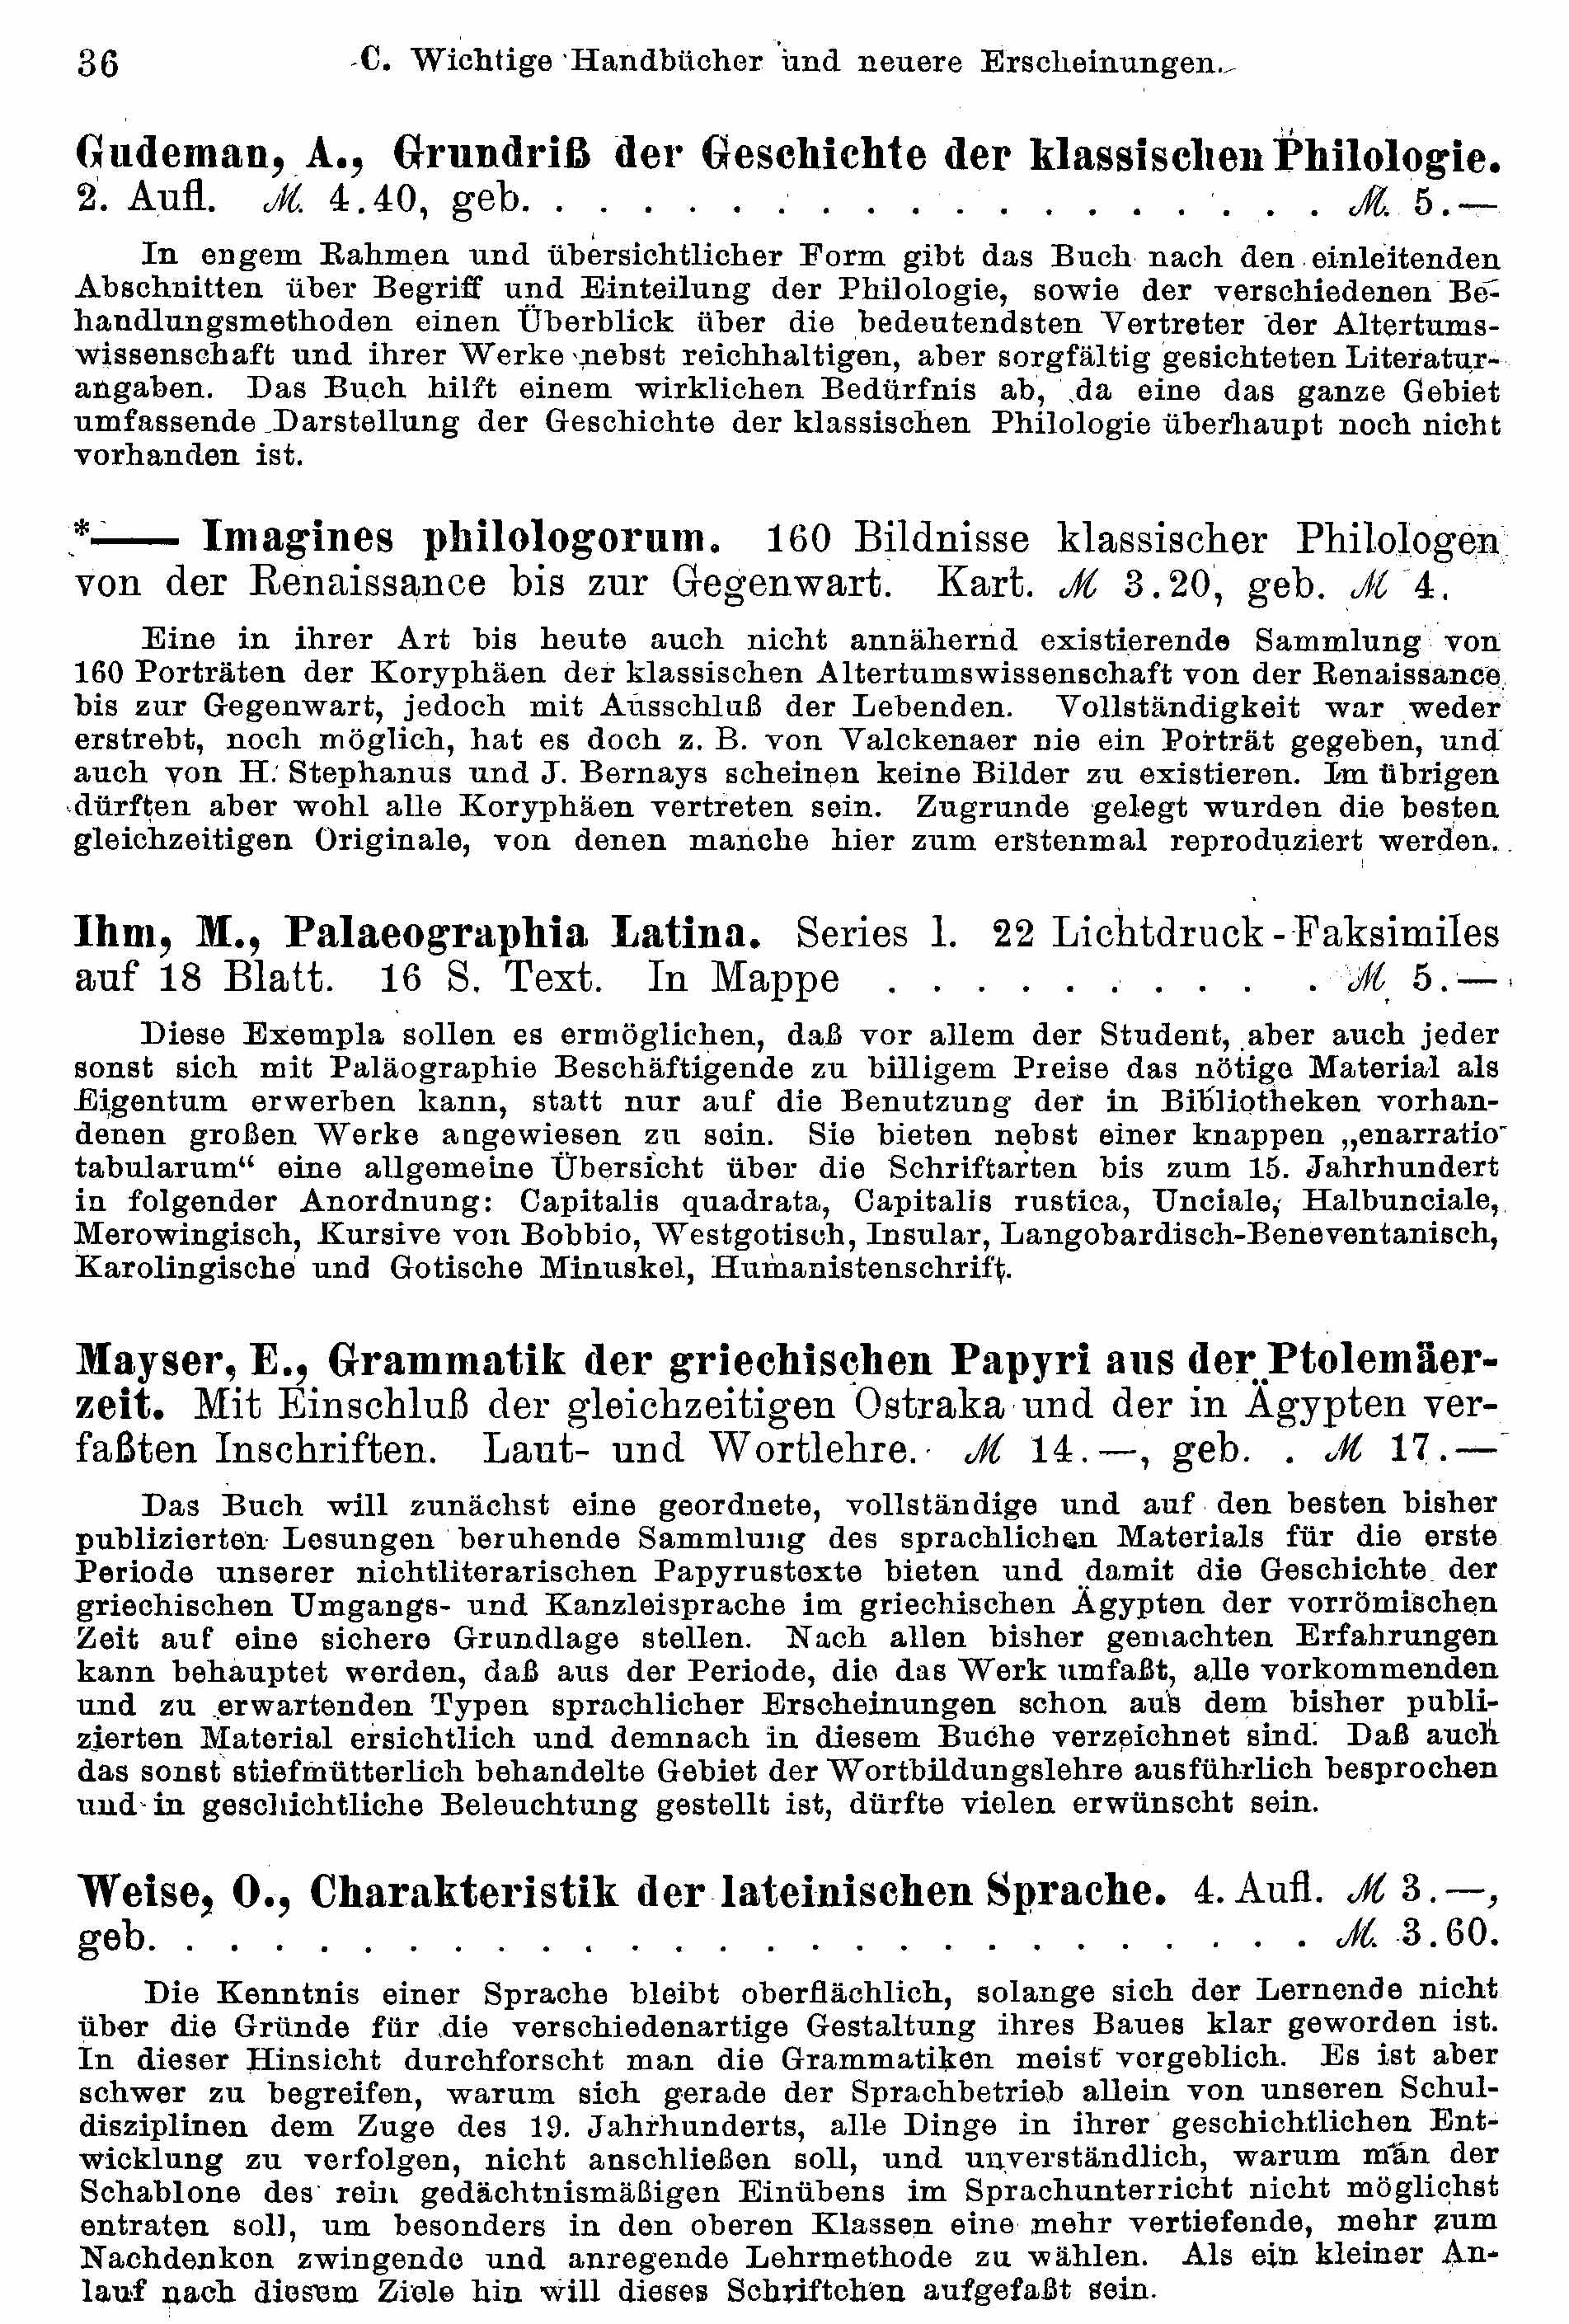 36 C. Wichtige Handbücher und neuere Erscheinungen.
Gudeman, A., Grundriß der Geschichte der klassischen Philologie.
2. Aufl. ℳ. 4.40, geb. . . . . . . . . . . . . . . . . . . ℳ. 5.—
In engem Rahmen und übersichtlicher Form gibt das Buch nach den einleitenden
Abschnitten über Begriff und Einteilung der Philologie, sowie der verschiedenen Be-
handlungsmethoden einen Überblick über die bedeutendsten Vertreter der Altertums-
wissenschaft und ihrer Werke nebst reichhaltigen, aber sorgfältig gesichteten Literatur-
angaben. Das Buch hilft einem wirklichen Bedürfnis ab, da eine das ganze Gebiet
umfassende Darstellung der Geschichte der klassischen Philologie überhaupt noch nicht
vorhanden ist.
*—— Imagines philologorum. 160 Bildnisse klassischer Philologen
von der Renaissance bis zur Gegenwart. Kart. ℳ 3.20, geb. ℳ 4.
Eine in ihrer Art bis heute auch nicht annähernd existierende Sammlung von
160 Porträten der Koryphäen der klassischen Altertumswissenschaft von der Renaissance
bis zur Gegenwart, jedoch mit Ausschluß der Lebenden. Vollständigkeit war weder
erstrebt, noch möglich, hat es doch z. B. von Valckenaer nie ein Porträt gegeben, und
auch von H. Stephanus und J. Bernays scheinen keine Bilder zu existieren. Im übrigen
dürften aber wohl alle Koryphäen vertreten sein. Zugrunde gelegt wurden die besten
gleichzeitigen Originale, von denen manche hier zum erstenmal reproduziert werden.
Ihm, M., Palaeographia Latina. Series 1. 22 Lichtdruck-Faksimiles
auf 18 Blatt. 16 S. Text. In Mappe . . . . . . . . . . ℳ 5.—
Diese Exempla sollen es ermöglichen, daß vor allem der Student, aber auch jeder
sonst sich mit Paläographie Beschäftigende zu billigem Preise das nötige Material als
Eigentum erwerben kann, statt nur auf die Benutzung der in Bibliotheken vorhan-
denen großen Werke angewiesen zu sein. Sie bieten nebst einer knappen „enarratio
tabularum“ eine allgemeine Übersicht über die Schriftarten bis zum 15. Jahrhundert
in folgender Anordnung: Capitalis quadrata, Capitalis rustica, Unciale, Halbunciale,
Merowingisch, Kursive von Bobbio, Westgotisch, Insular, Langobardisch-Beneventanisch,
Karolingische und Gotische Minuskel, Humanistenschrift.
Mayser, E., Grammatik der griechischen Papyri aus der Ptolemäer-
zeit. Mit Einschluß der gleichzeitigen Ostraka und der in Ägypten ver-
faßten Inschriften. Laut- und Wortlehre. ℳ 14.—, geb. . ℳ 17.—
Das Buch will zunächst eine geordnete, vollständige und auf den besten bisher
publizierten Lesungen beruhende Sammlung des sprachlichen Materials für die erste
Periode unserer nichtliterarischen Papyrustexte bieten und damit die Geschichte der
griechischen Umgangs- und Kanzleisprache im griechischen Ägypten der vorrömischen
Zeit auf eine sichere Grundlage stellen. Nach allen bisher gemachten Erfahrungen
kann behauptet werden, daß aus der Periode, die das Werk umfaßt, alle vorkommenden
und zu erwartenden Typen sprachlicher Erscheinungen schon aus dem bisher publi-
zierten Material ersichtlich und demnach in diesem Buche verzeichnet sind. Daß auch
das sonst stiefmütterlich behandelte Gebiet der Wortbildungslehre ausführlich besprochen
und in geschichtliche Beleuchtung gestellt ist, dürfte vielen erwünscht sein.
Weise, O., Charakteristik der lateinischen Sprache. 4. Aufl. ℳ 3.—,
geb. . . . . . . . . . . . . . . . . . . . . . . . . . . ℳ. 3.60.
Die Kenntnis einer Sprache bleibt oberflächlich, solange sich der Lernende nicht
über die Gründe für die verschiedenartige Gestaltung ihres Baues klar geworden ist.
In dieser Hinsicht durchforscht man die Grammatiken meist vergeblich. Es ist aber
schwer zu begreifen, warum sich gerade der Sprachbetrieb allein von unseren Schul-
disziplinen dem Zuge des 19. Jahrhunderts, alle Dinge in ihrer geschichtlichen Ent-
wicklung zu verfolgen, nicht anschließen soll, und unverständlich, warum man der
Schablone des rein gedächtnismäßigen Einübens im Sprachunterricht nicht möglichst
entraten soll, um besonders in den oberen Klassen eine mehr vertiefende, mehr zum
Nachdenken zwingende und anregende Lehrmethode zu wählen. Als ein kleiner An-
lauf nach diesem Ziele hin will dieses Schriftchen aufgefaßt sein.